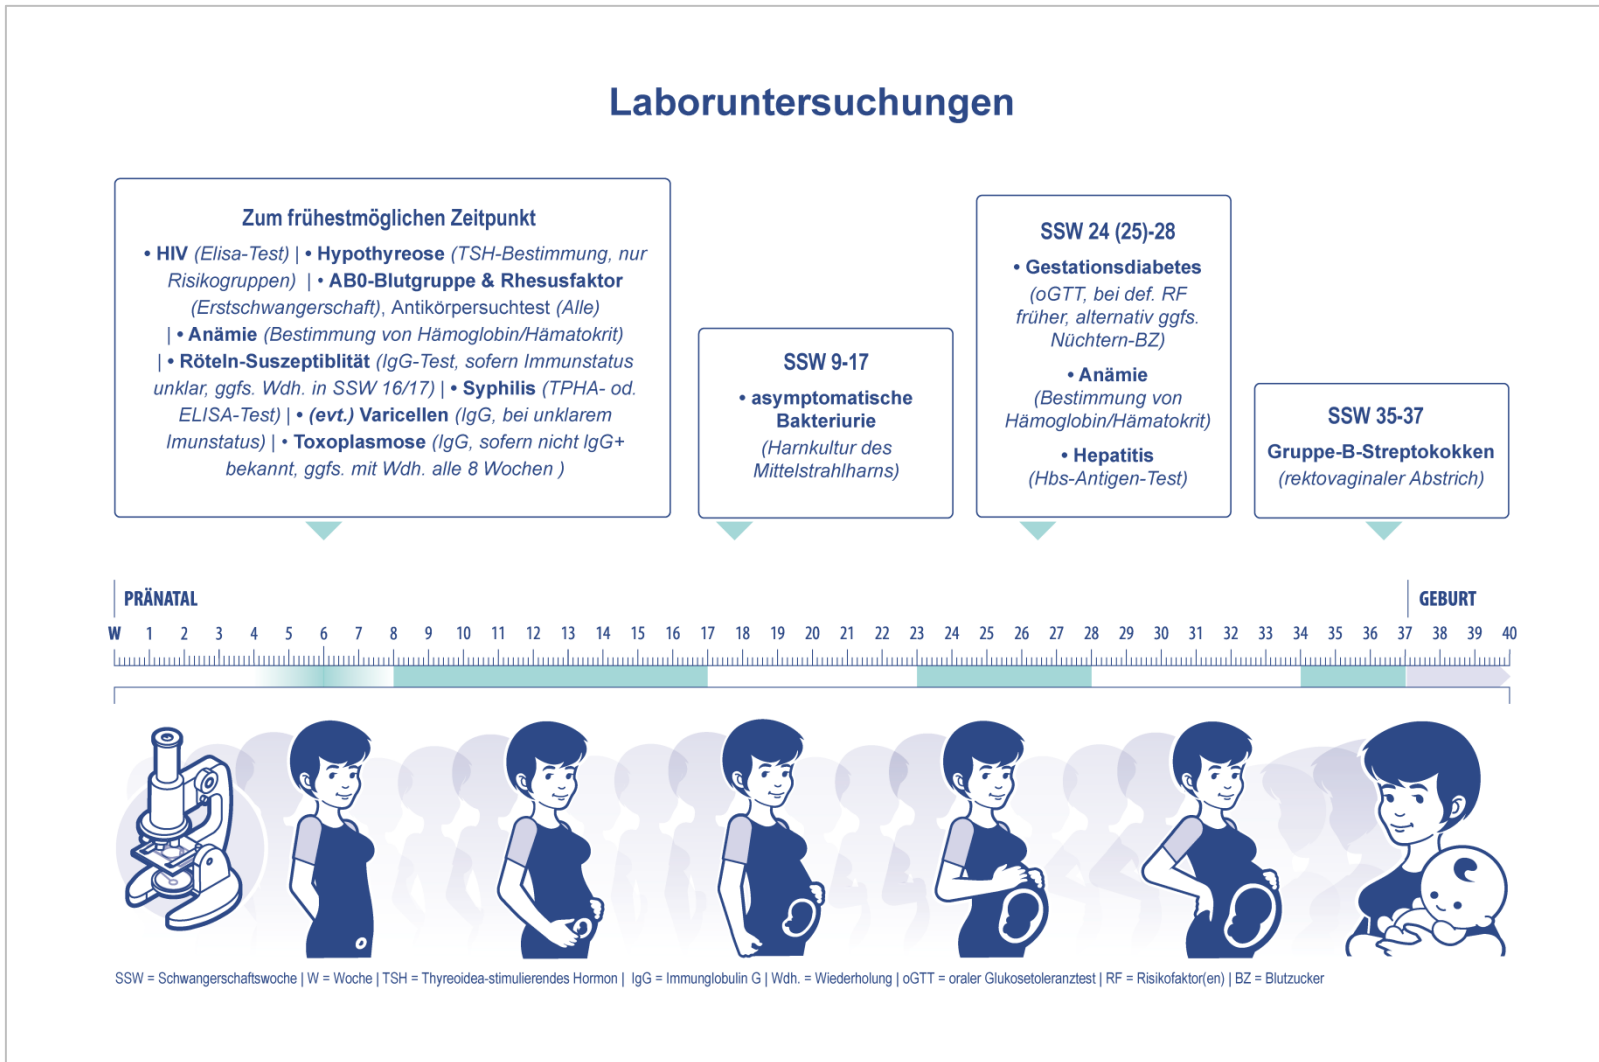 Laboruntersuchungen
Zum frühestmöglichen Zeitpunkt
• HIV (Elisa-Test) | • Hypothyreose (TSH-Bestimmung, nur
Risikogruppen) | • AB0-Blutgruppe & Rhesusfaktor
(Erstschwangerschaft), Antikörpersuchtest (Alle)
| • Anämie (Bestimmung von Hämoglobin/Hämatokrit)
| • Röteln-Suszeptiblität (IgG-Test, sofern Immunstatus
unklar, ggfs. Wdh. in SSW 16/17) | • Syphilis (TPHA- od.
ELISA-Test) | • (evt.) Varicellen (IgG, bei unklarem
Imunstatus) | • Toxoplasmose (IgG, sofern nicht IgG+
bekannt, ggfs. mit Wdh. alle 8 Wochen )
SSW 9-17
• asymptomatische
Bakteriurie
(Harnkultur des
Mittelstrahlharns)
SSW 24 (25)-28
• Gestationsdiabetes
(oGTT, bei def. RF
früher, alternativ ggfs.
Nüchtern-BZ)
• Anämie
(Bestimmung von
Hämoglobin/Hämatokrit)
• Hepatitis
(Hbs-Antigen-Test)
SSW 35-37
Gruppe-B-Streptokokken
(rektovaginaler Abstrich)
PRÄNATAL GEBURT
W 1 2 3 4 5 6 7 8 9 10 11 12 13 14 15 16 17 18 19 20 21 22 23 24 25 26 27 28 29 30 31 32 33 34 35 36 37 38 39 40
SSW = Schwangerschaftswoche | W = Woche | TSH = Thyreoidea-stimulierendes Hormon | IgG = Immunglobulin G | Wdh. = Wiederholung | oGTT = oraler Glukosetoleranztest | RF = Risikofaktor(en) | BZ = Blutzucker